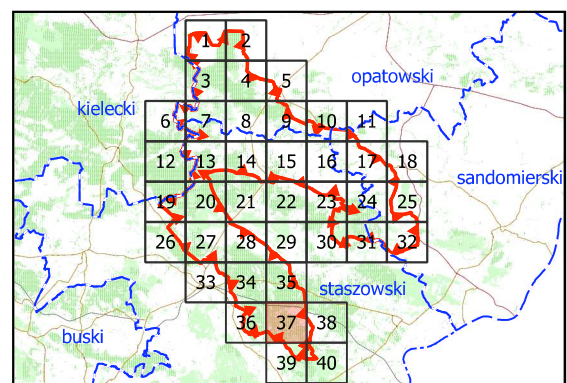 1 2
3 4 5
opatowski
kielecki
6 7 8 9 10 11
12 13 14 15 16 17 18
sandomierski
19 20 21 22 23 24 25
26 27 28 29 30 31 32
33 34 35
staszowski
36 37 38
buski
39 40